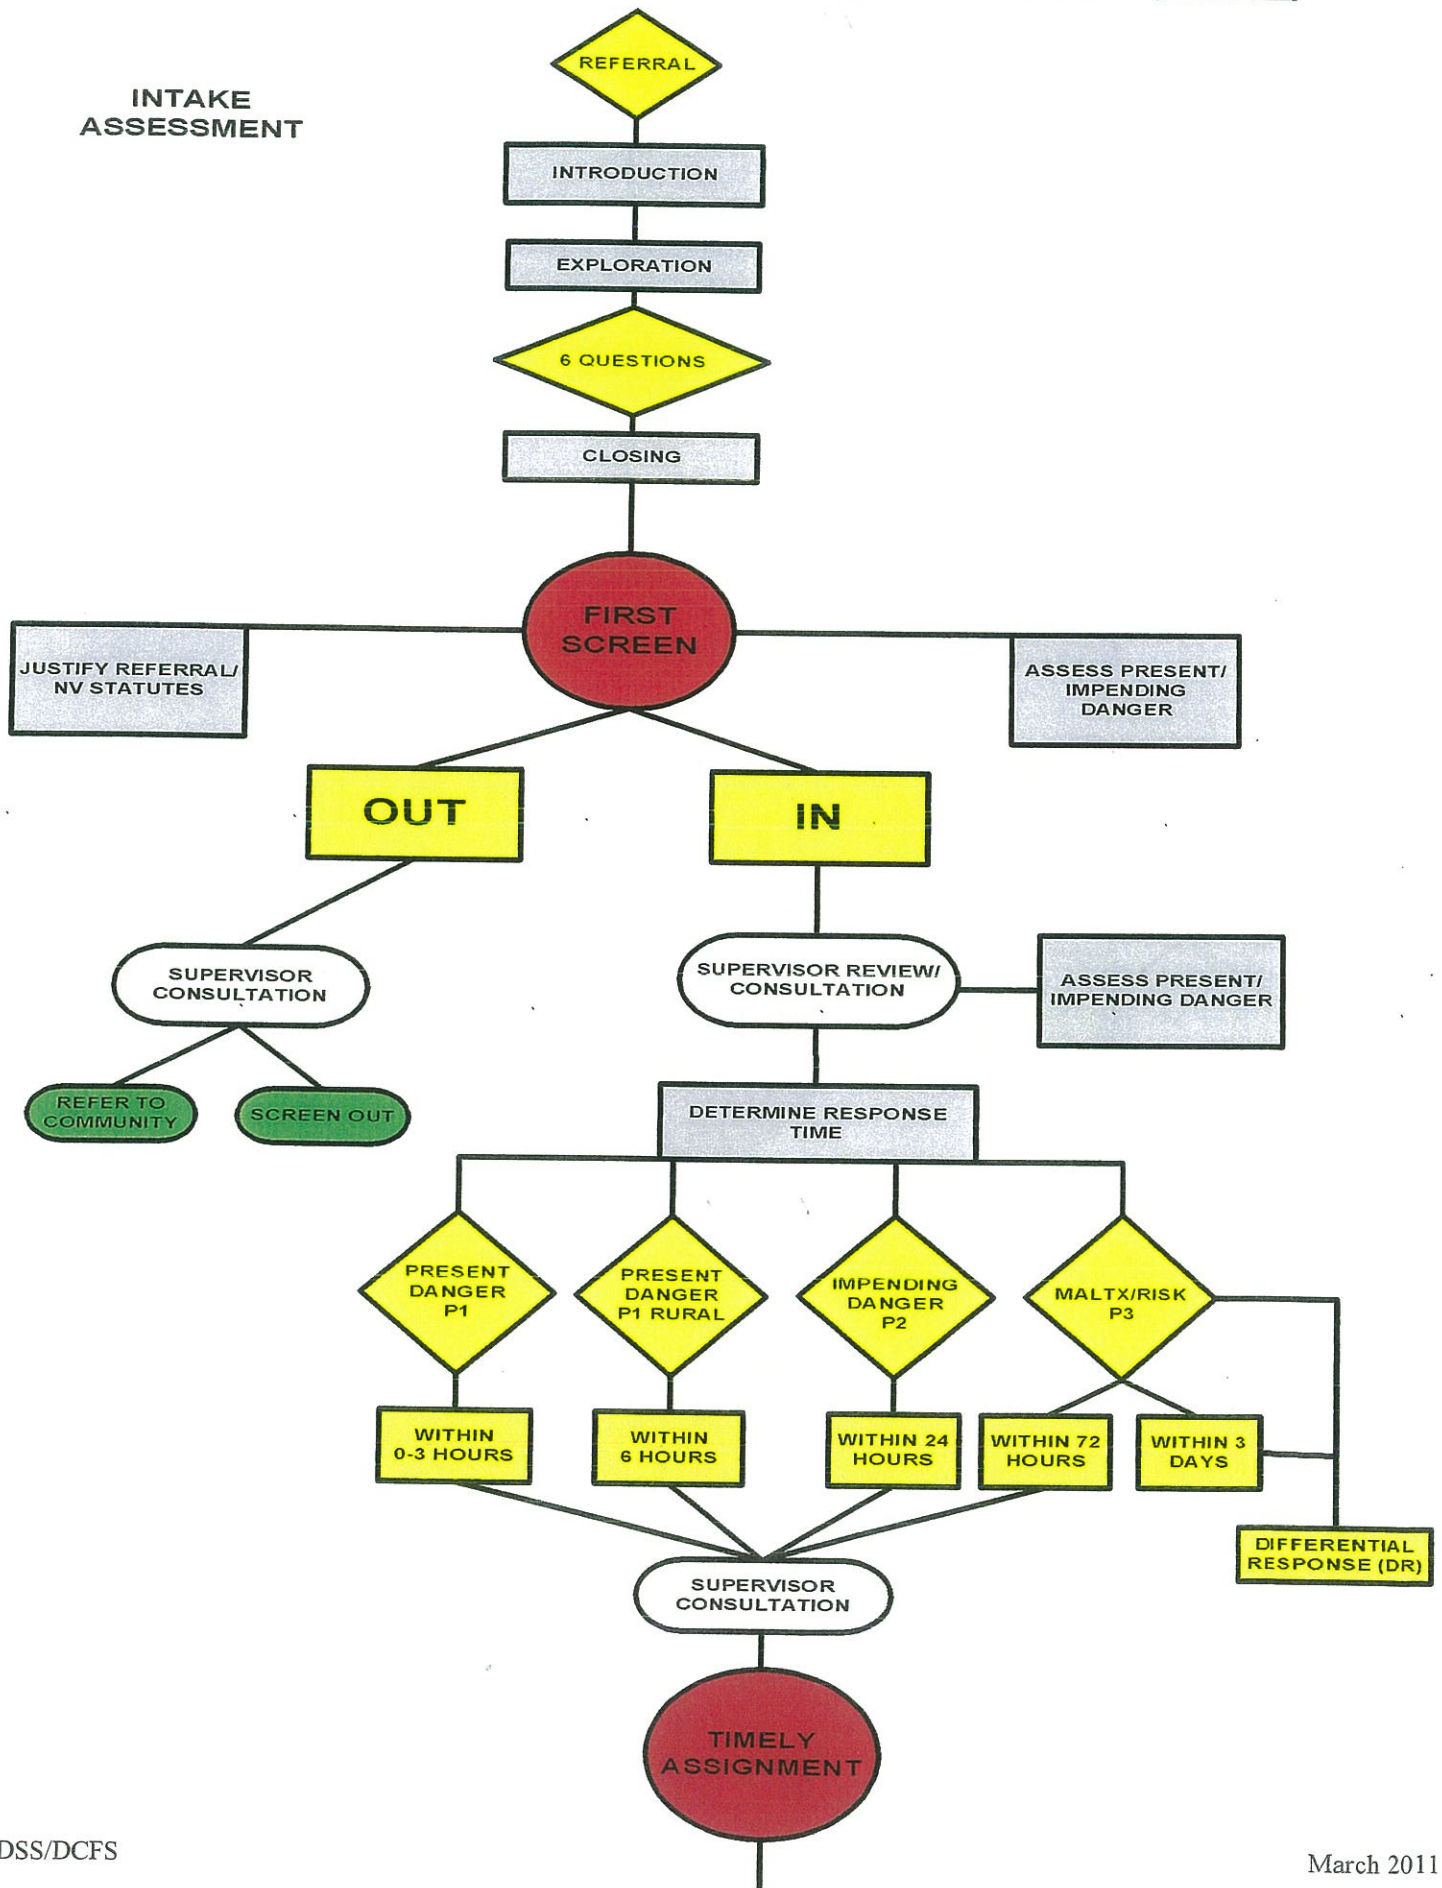 REFERRAL
INTAKE
ASSESSMENT
INTRODUCTION
EXPLORATION
6 QUESTIONS
CLOSING
FIRST
SCREEN
JUSTIFY REFERRAL/
NV STATUTES
ASSESS PRESENT/
IMPENDING
DANGER
OUT
IN
SUPERVISOR
CONSULTATION
SUPERVISOR REVIEW/
CONSULTATION
ASSESS PRESENT/
IMPENDING DANGER
REFER TO
COMMUNITY
SCREEN OUT
DETERMINE RESPONSE
TIME
PRESENT
DANGER
P1
PRESENT
DANGER
P1 RURAL
IMPENDING
DANGER
P2
MALTX/RISK
P3
WITHIN
0-3 HOURS
WITHIN
6 HOURS
WITHIN 24
HOURS
WITHIN 72
HOURS
WITHIN 3
DAYS
DIFFERENTIAL
RESPONSE (DR)
SUPERVISOR
CONSULTATION
TIMELY
ASSIGNMENT
DSS/DCFS
March 2011